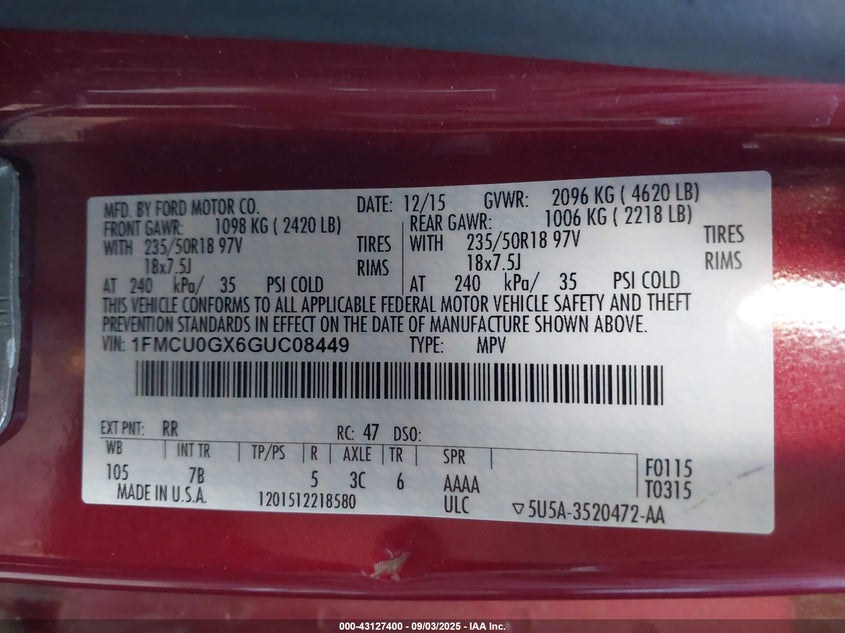 MFD. BY FORD MOTOR CO. DATE: 12/15 GVWR: 2096 KG ( 4620 LB)
FRONT GAWR: 1098 KG ( 2420 LB) REAR GAWR: 1006 KG ( 2218 LB)
WITH 235/50R18 97V TIRES WITH 235/50R18 97V TIRES
18x7.5J RIMS 18x7.5J RIMS
AT 240 kPa/ 35 PSI COLD AT 240 kPa/ 35 PSI COLD
THIS VEHICLE CONFORMS TO ALL APPLICABLE FEDERAL MOTOR VEHICLE SAFETY AND THEFT
PREVENTION STANDARDS IN EFFECT ON THE DATE OF MANUFACTURE SHOWN ABOVE.
VIN: 1FMCU0GX6GUC08449 TYPE: MPV
EXT PNT: RR RC: 47 DSO:
WB INT TR TP/PS R AXLE TR SPR
105 7B 5 3C 6 AAAA F0115
MADE IN U.S.A. 1201512218580 ULC T0315
▽5U5A-3520472-AA
000-43127400 - 09/03/2025 - IAA Inc.